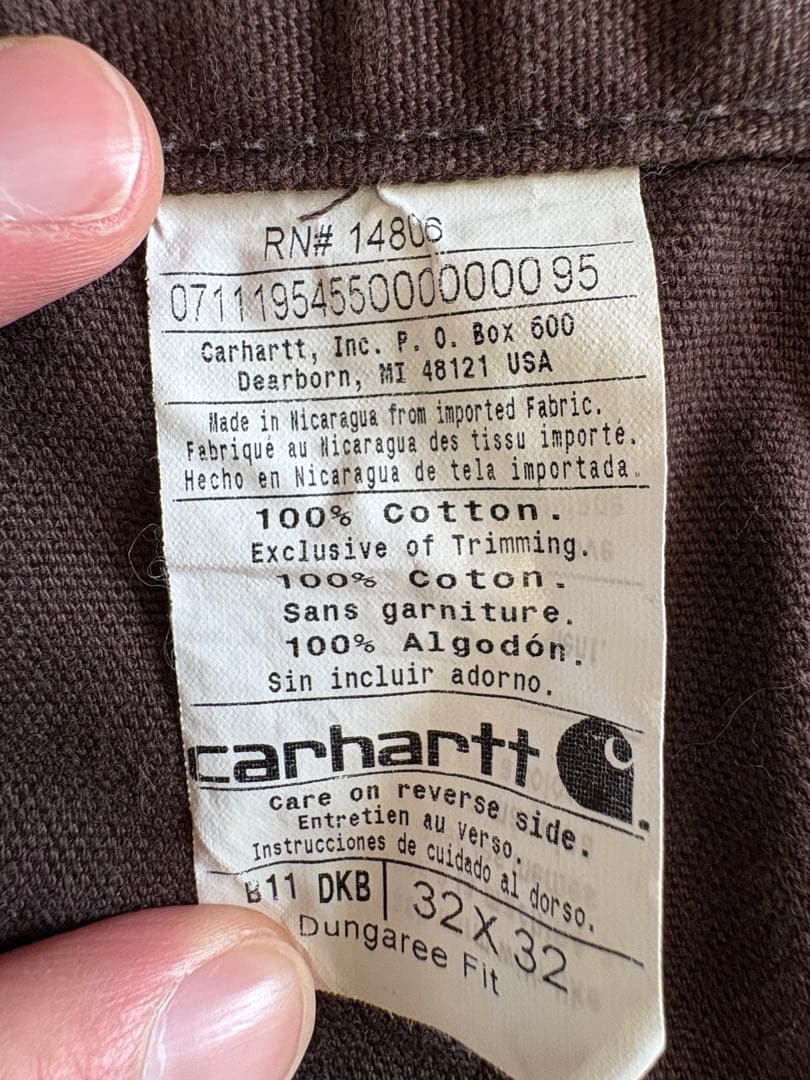 RN# 14806
07111954550000000095
Carhartt, Inc. P. O. Box 600
Dearborn, MI 48121 USA
Made in Nicaragua from imported Fabric.
Fabriqué au Nicaragua des tissu importé.
Hecho en Nicaragua de tela importada.
100% Cotton.
Exclusive of Trimming.
100% Coton.
Sans garniture.
100% Algodón.
Sin incluir adorno.
carhartt
Care on reverse side.
Entretien au verso.
Instrucciones de cuidado al dorso.
B11 DKB 32 X 32
Dungaree Fit